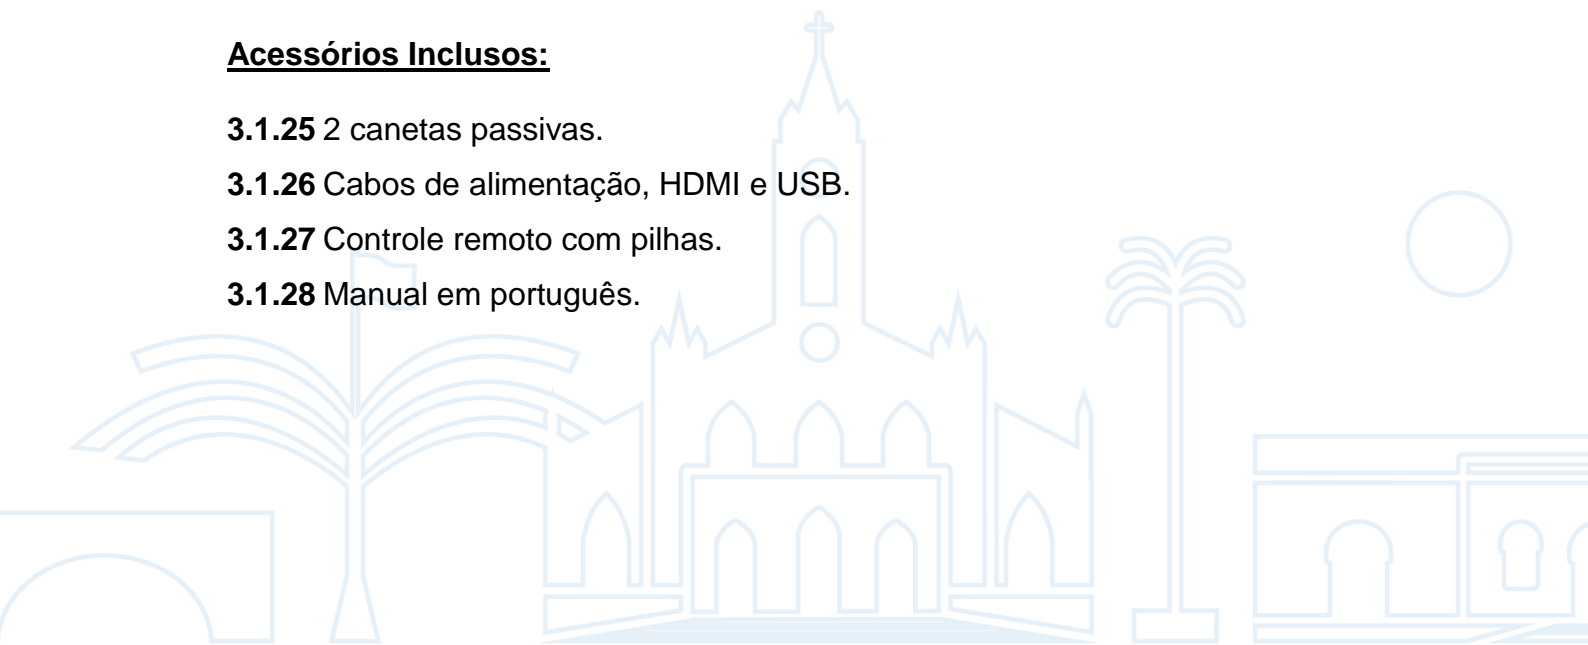 Acessórios Inclusos:
3.1.25 2 canetas passivas.
3.1.26 Cabos de alimentação, HDMI e USB.
3.1.27 Controle remoto com pilhas.
3.1.28 Manual em português.